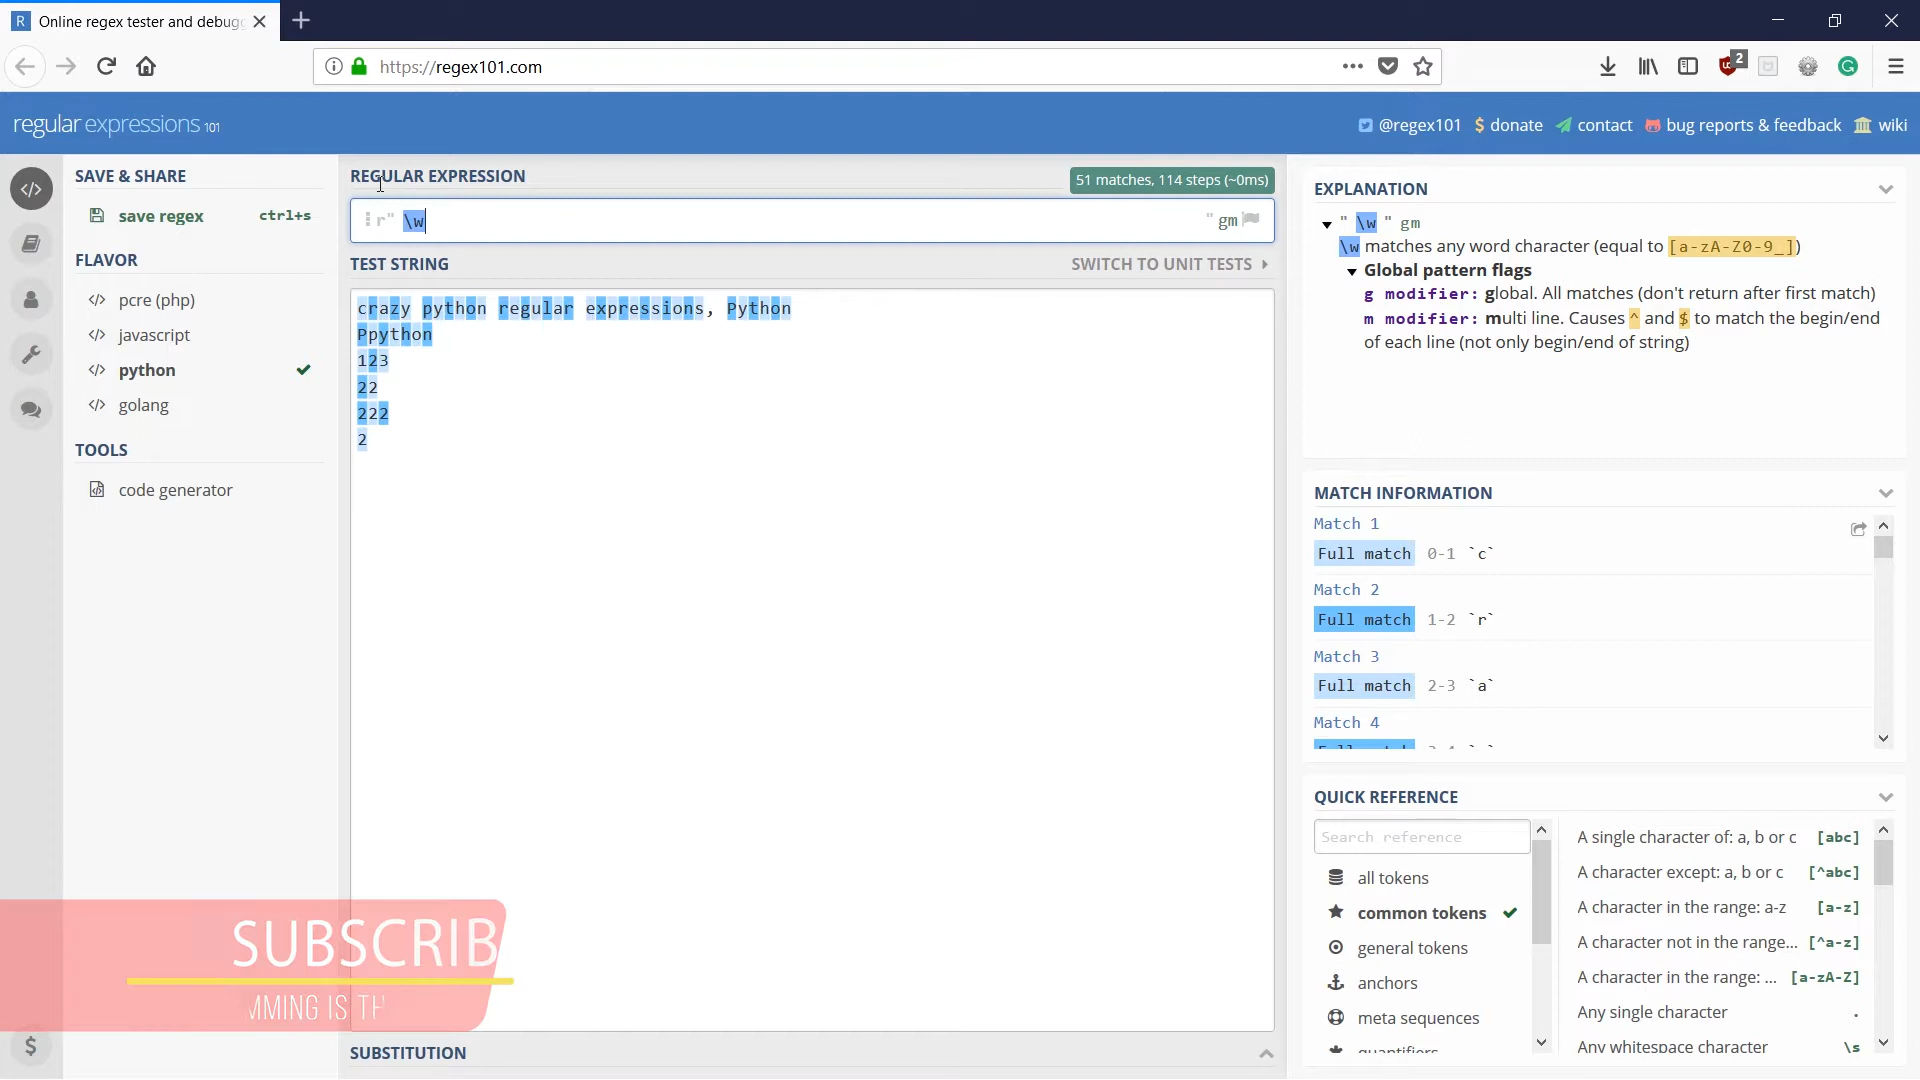 R Online regex tester and debugg
https://regex101.com
2
regular expressions 101
@regex101 $ donate contact bug reports & feedback wiki
SAVE & SHARE
save regex ctrl+s
FLAVOR
</> pcre (php)
</> javascript
</> python
</> golang
TOOLS
code generator
$
REGULAR EXPRESSION
51 matches, 114 steps (~0ms)
r" \w " gm
TEST STRING
SWITCH TO UNIT TESTS
crazy python regular expressions, Python
Ppython
123
22
222
2
SUBSTITUTION
EXPLANATION
" \w " gm
\w matches any word character (equal to [a-zA-Z0-9_])
Global pattern flags
g modifier: global. All matches (don't return after first match)
m modifier: multi line. Causes ^ and $ to match the begin/end
of each line (not only begin/end of string)
MATCH INFORMATION
Match 1
Full match 0-1 `c`
Match 2
Full match 1-2 `r`
Match 3
Full match 2-3 `a`
Match 4
QUICK REFERENCE
Search reference
all tokens
common tokens
general tokens
anchors
meta sequences
quantifiers
A single character of: a, b or c [abc]
A character except: a, b or c [^abc]
A character in the range: a-z [a-z]
A character not in the range... [^a-z]
A character in the range: ... [a-zA-Z]
Any single character .
Any whitespace character \s
SUBSCRIB
MMING IS TH